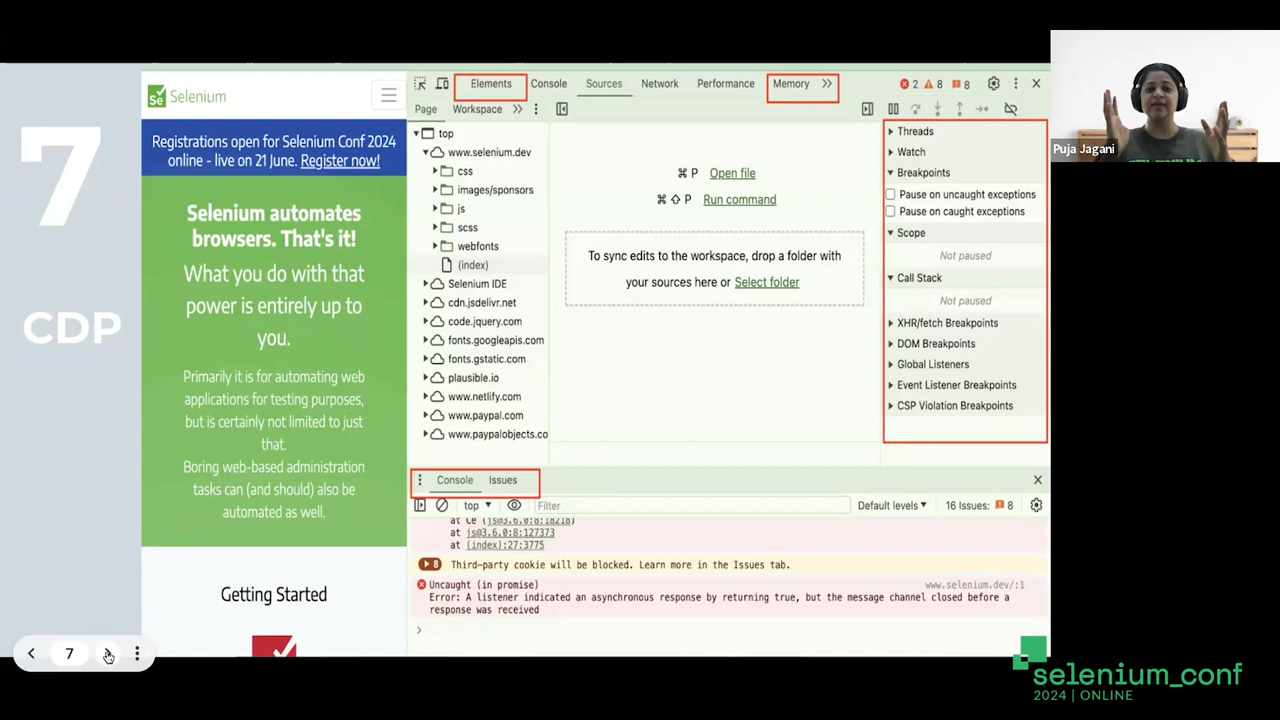 7
CDP
Selenium
Registrations open for Selenium Conf 2024
online - live on 21 June. Register now!
Selenium automates
browsers. That's it!
What you do with that
power is entirely up to
you.
Primarily it is for automating web
applications for testing purposes,
but is certainly not limited to just
that.
Boring web-based administration
tasks can (and should) also be
automated as well.
Getting Started
Elements Console Sources Network Performance Memory 2 8 8
Page Workspace
top
www.selenium.dev
css
images/sponsors
js
scss
webfonts
(index)
Selenium IDE
cdn.jsdelivr.net
code.jquery.com
fonts.googleapis.com
fonts.gstatic.com
plausible.io
www.netlify.com
www.paypal.com
www.paypalobjects.co
⌘ P Open file
⌘ ⇧ P Run command
To sync edits to the workspace, drop a folder with
your sources here or Select folder
Threads
Watch
Breakpoints
Pause on uncaught exceptions
Pause on caught exceptions
Scope
Not paused
Call Stack
Not paused
XHR/fetch Breakpoints
DOM Breakpoints
Global Listeners
Event Listener Breakpoints
CSP Violation Breakpoints
Console Issues
top Filter Default levels 16 Issues: 8
at Ce (js@3.6.0:8:18218)
at js@3.6.0:8:127373
at (index):27:3775
8 Third-party cookie will be blocked. Learn more in the Issues tab.
Uncaught (in promise) www.selenium.dev/:1
Error: A listener indicated an asynchronous response by returning true, but the message channel closed before a
response was received
7
Puja Jagani
selenium_conf
2024 | ONLINE